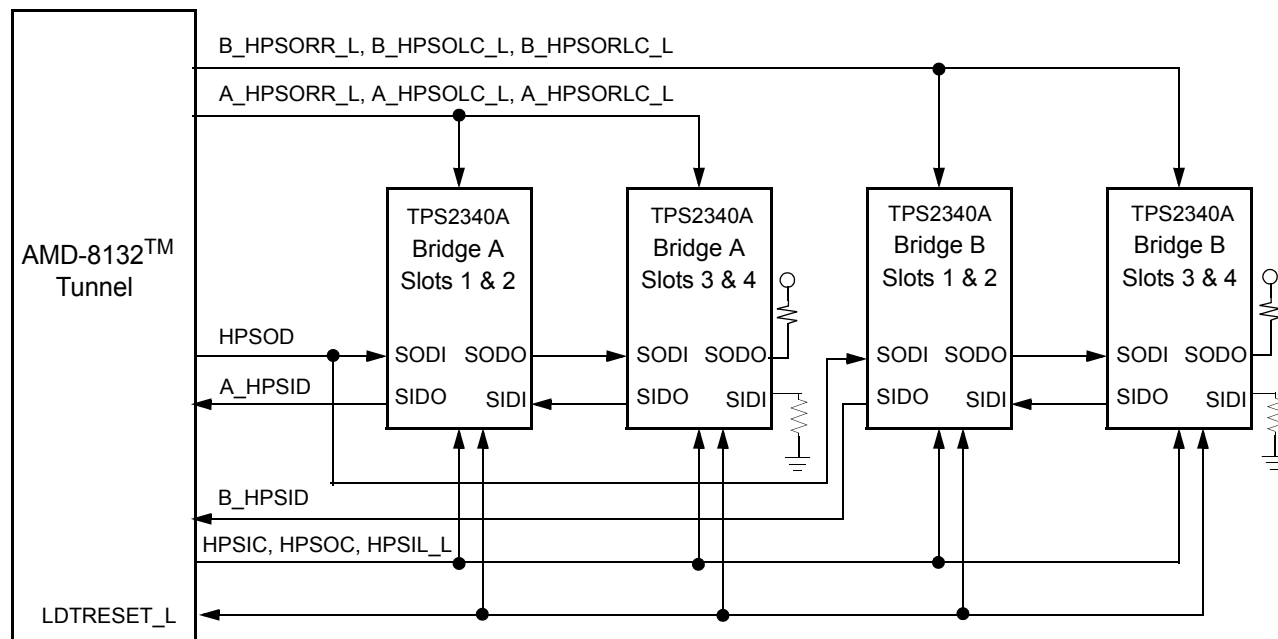 B_HPSORR_L, B_HPSOLC_L, B_HPSORLC_L
A_HPSORR_L, A_HPSOLC_L, A_HPSORLC_L
AMD-8132TM
Tunnel
TPS2340A
Bridge A
Slots 1 & 2
TPS2340A
Bridge A
Slots 3 & 4
TPS2340A
Bridge B
Slots 1 & 2
TPS2340A
Bridge B
Slots 3 & 4
HPSOD
SODI SODO
SODI SODO
SODI SODO
SODI SODO
A_HPSID
SIDO SIDI
SIDO SIDI
SIDO SIDI
SIDO SIDI
B_HPSID
HPSIC, HPSOC, HPSIL_L
LDTRESET_L